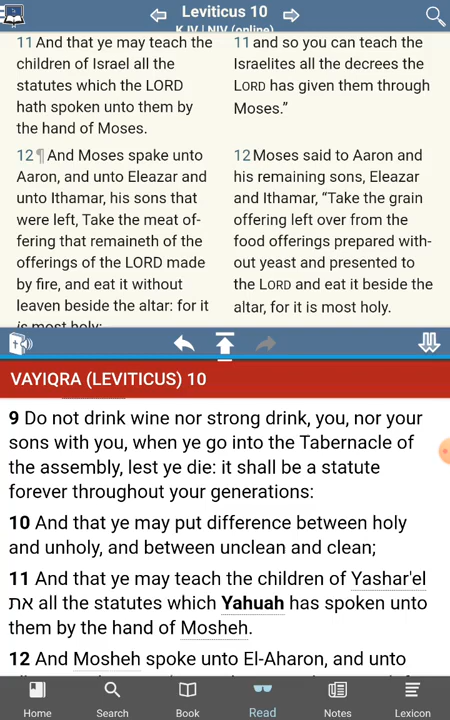 Leviticus 10
KJV | NIV (online)
11 And that ye may teach the
children of Israel all the
statutes which the LORD
hath spoken unto them by
the hand of Moses.
12 ¶ And Moses spake unto
Aaron, and unto Eleazar and
unto Ithamar, his sons that
were left, Take the meat of-
fering that remaineth of the
offerings of the LORD made
by fire, and eat it without
leaven beside the altar: for it
is most holy:
11 and so you can teach the
Israelites all the decrees the
LORD has given them through
Moses.”
12 Moses said to Aaron and
his remaining sons, Eleazar
and Ithamar, “Take the grain
offering left over from the
food offerings prepared with-
out yeast and presented to
the LORD and eat it beside the
altar, for it is most holy.
VAYIQRA (LEVITICUS) 10
9 Do not drink wine nor strong drink, you, nor your
sons with you, when ye go into the Tabernacle of
the assembly, lest ye die: it shall be a statute
forever throughout your generations:
10 And that ye may put difference between holy
and unholy, and between unclean and clean;
11 And that ye may teach the children of Yashar'el
את all the statutes which Yahuah has spoken unto
them by the hand of Mosheh.
12 And Mosheh spoke unto El-Aharon, and unto
Home Search Book Read Notes Lexicon